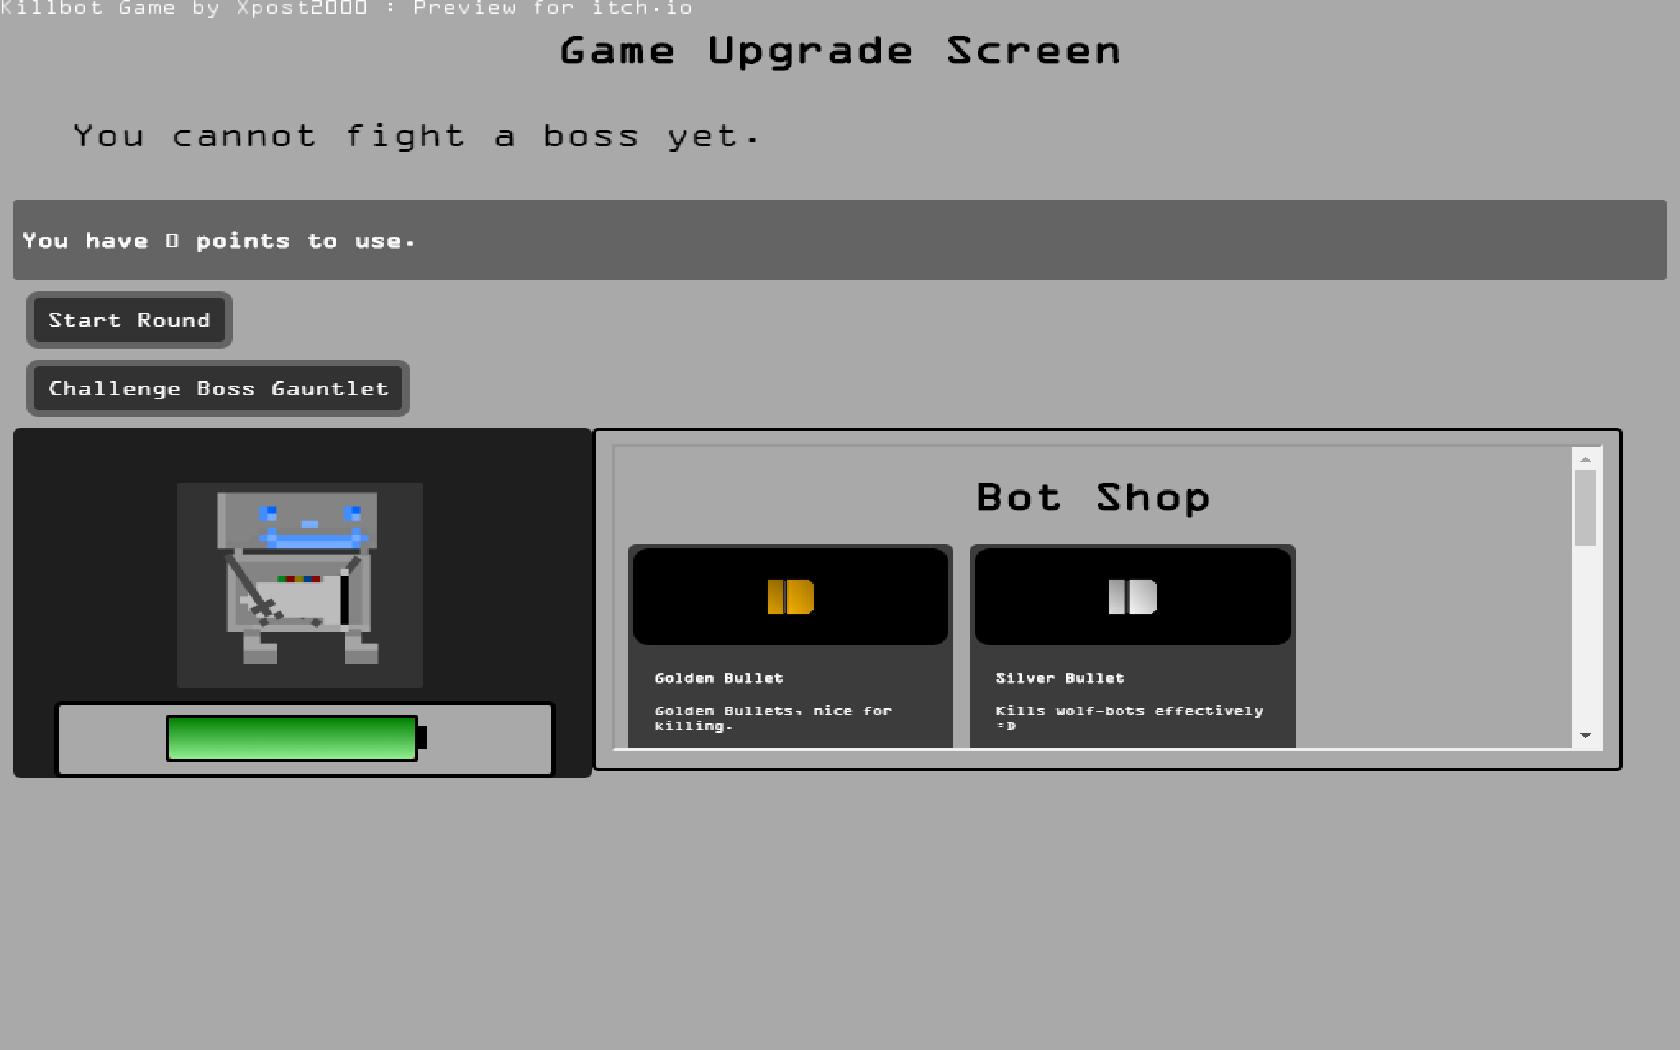 Killbot Game by Xpost2000 : Preview for itch.io
Game Upgrade Screen
You cannot fight a boss yet.
You have 0 points to use.
Start Round
Challenge Boss Gauntlet
Bot Shop
Golden Bullet
Golden Bullets, nice for
killing.
Silver Bullet
Kills wolf-bots effectively
=D